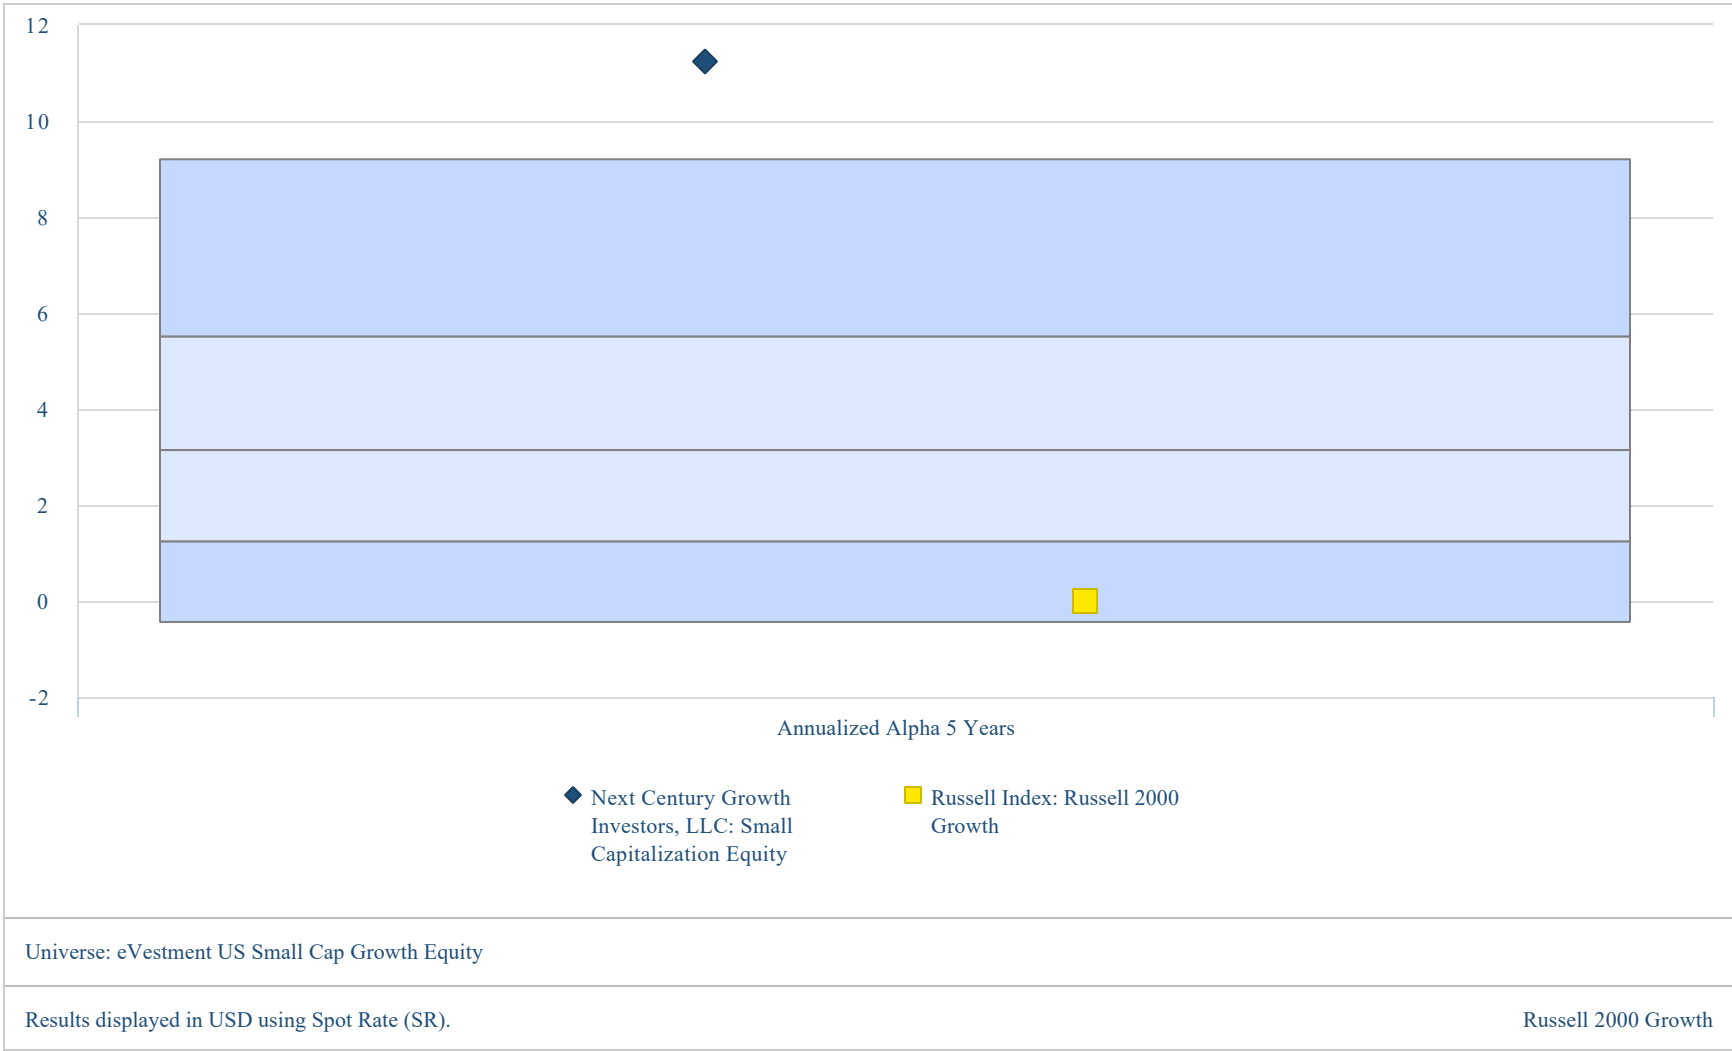 12
10
8
6
4
2
0
-2
Annualized Alpha 5 Years
Next Century Growth
Investors, LLC: Small
Capitalization Equity
Russell Index: Russell 2000
Growth
Universe: eVestment US Small Cap Growth Equity
Results displayed in USD using Spot Rate (SR).
Russell 2000 Growth